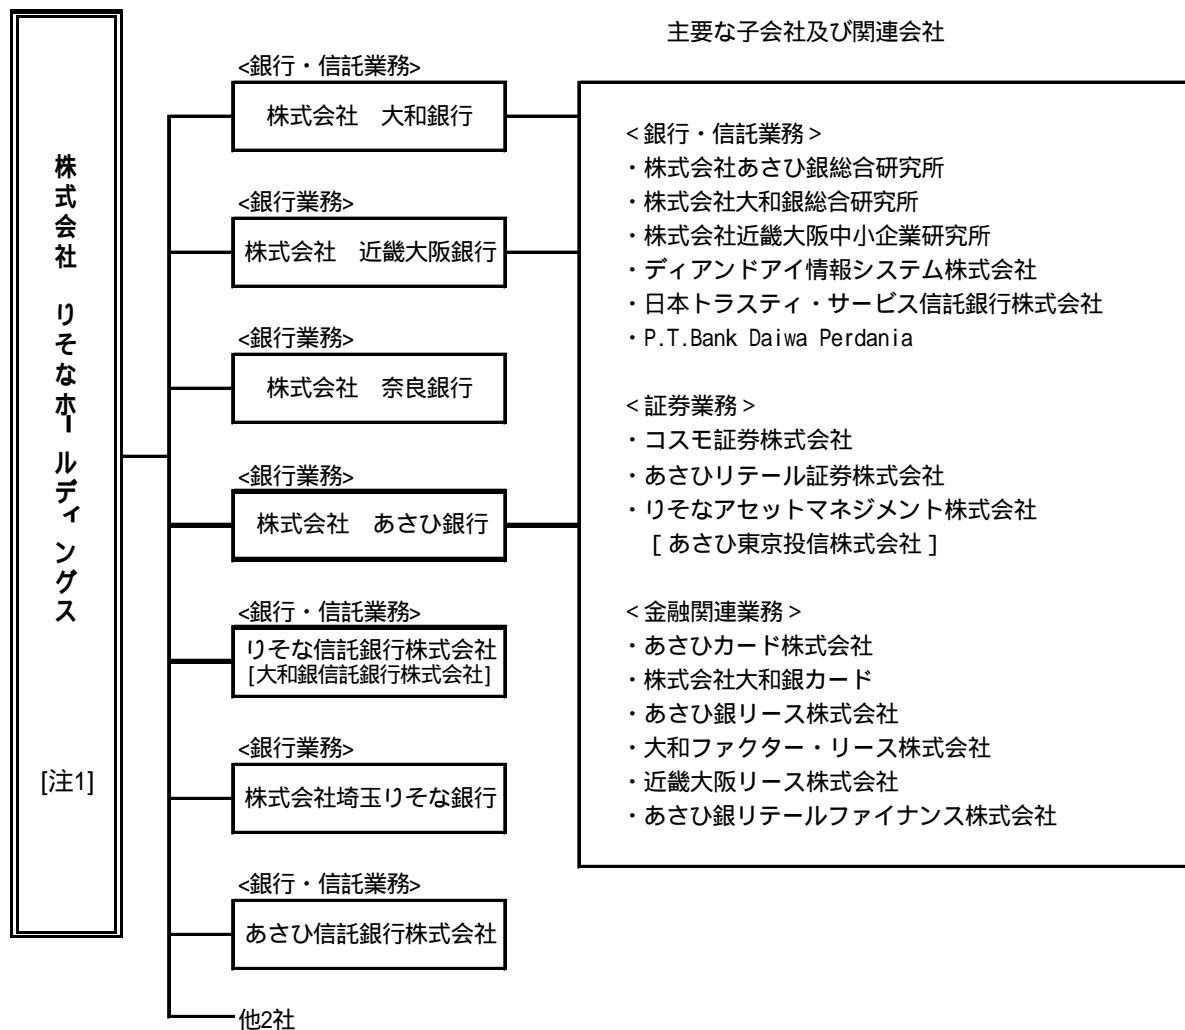 株式会社 りそなホールディングス
[注1]
<銀行・信託業務>
株式会社 大和銀行
<銀行業務>
株式会社 近畿大阪銀行
<銀行業務>
株式会社 奈良銀行
<銀行業務>
株式会社 あさひ銀行
<銀行・信託業務>
りそな信託銀行株式会社
[大和銀信託銀行株式会社]
<銀行業務>
株式会社埼玉りそな銀行
<銀行・信託業務>
あさひ信託銀行株式会社
他2社
主要な子会社及び関連会社
<銀行・信託業務>
・株式会社あさひ銀総合研究所
・株式会社大和銀総合研究所
・株式会社近畿大阪中小企業研究所
・ディアンドアイ情報システム株式会社
・日本トラスティ・サービス信託銀行株式会社
・P.T.Bank Daiwa Perdania
<証券業務>
・コスモ証券株式会社
・あさひリテール証券株式会社
・りそなアセットマネジメント株式会社
[あさひ東京投信株式会社]
<金融関連業務>
・あさひカード株式会社
・株式会社大和銀カード
・あさひ銀リース株式会社
・大和ファクター・リース株式会社
・近畿大阪リース株式会社
・あさひ銀リテールファイナンス株式会社